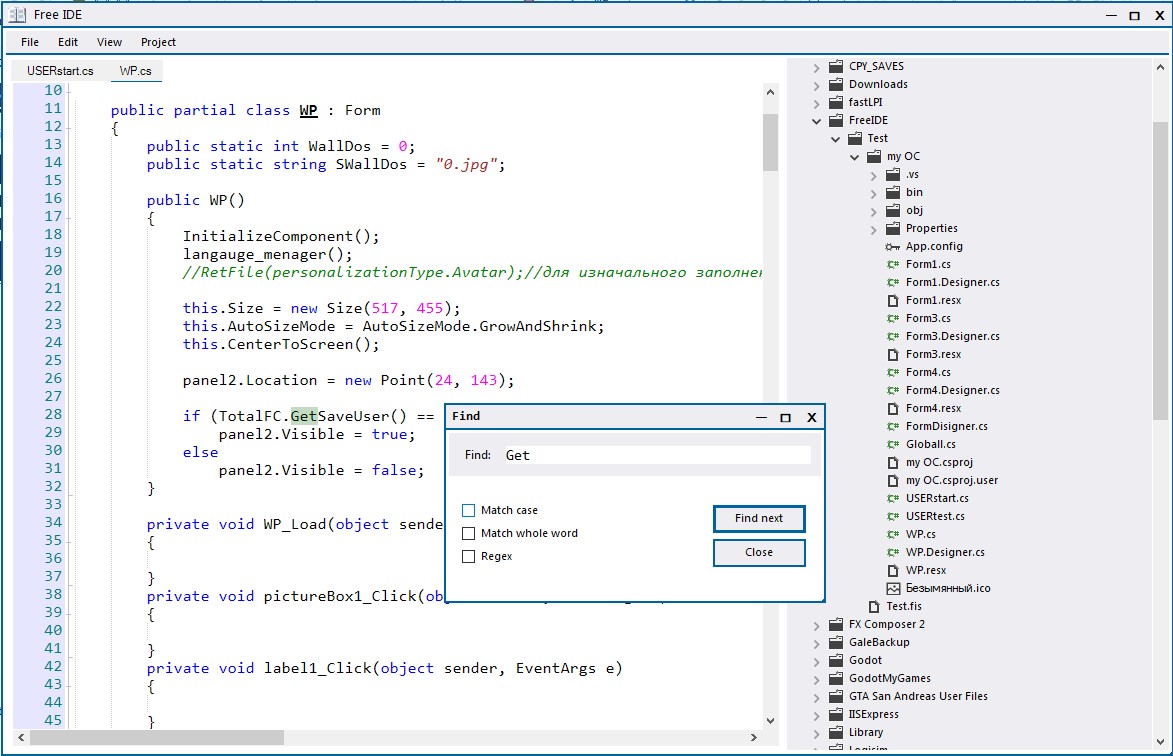 Free IDE
File Edit View Project
USERstart.cs WP.cs
10
11 public partial class WP : Form
12 {
13 public static int WallDos = 0;
14 public static string SWallDos = "0.jpg";
15
16 public WP()
17 {
18 InitializeComponent();
19 langauge_menager();
20 //RetFile(personalizationType.Avatar);//для изначального
21
22 this.Size = new Size(517, 455);
23 this.AutoSizeMode = AutoSizeMode.GrowAndShrink;
24 this.CenterToScreen();
25
26 panel2.Location = new Point(24, 143);
27
28 if (TotalFC.GetSaveUser() ==
29 panel2.Visible = true;
30 else
31 panel2.Visible = false;
32 }
33
34 private void WP_Load(object
35 {
36
37 }
38 private void pictureBox1_Click(
39 {
40
41 }
42 private void label1_Click(object sender, EventArgs e)
43 {
44
45 }
Find
Find: Get
Match case
Match whole word
Regex
Find next
Close
CPY_SAVES
Downloads
fastLPI
FreeIDE
Test
my OC
.vs
bin
obj
Properties
App.config
Form1.cs
Form1.Designer.cs
Form1.resx
Form3.cs
Form3.Designer.cs
Form3.resx
Form4.cs
Form4.Designer.cs
Form4.resx
FormDisigner.cs
Globall.cs
my OC.csproj
my OC.csproj.user
USERstart.cs
USERtest.cs
WP.cs
WP.Designer.cs
WP.resx
Безымянный.ico
Test.fis
FX Composer 2
GaleBackup
Godot
GodotMyGames
GTA San Andreas User Files
IISExpress
Library